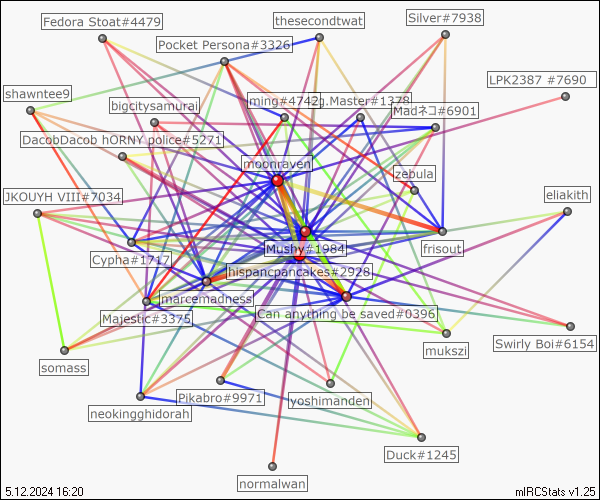 Fedora Stoat#4479
thesecondtwat
Silver#7938
Pocket Persona#3326
LPK2387 #7690
shawntee9
bigcitysamurai
ming#4742
g.Master#1378
Madネコ#6901
DacobDacob hORNY police#5271
moonraven
zebula
JKOUYH VIII#7034
eliakith
Mushy#1984
frisout
Cypha#1717
hispancpancakes#2928
marcemadness
Can anything be saved#0396
Majestic#3375
mukszi
Swirly Boi#6154
somass
Pikabro#9971
yoshimanden
neokingghidorah
Duck#1245
normalwan
5.12.2024 16:20
mIRCStats v1.25